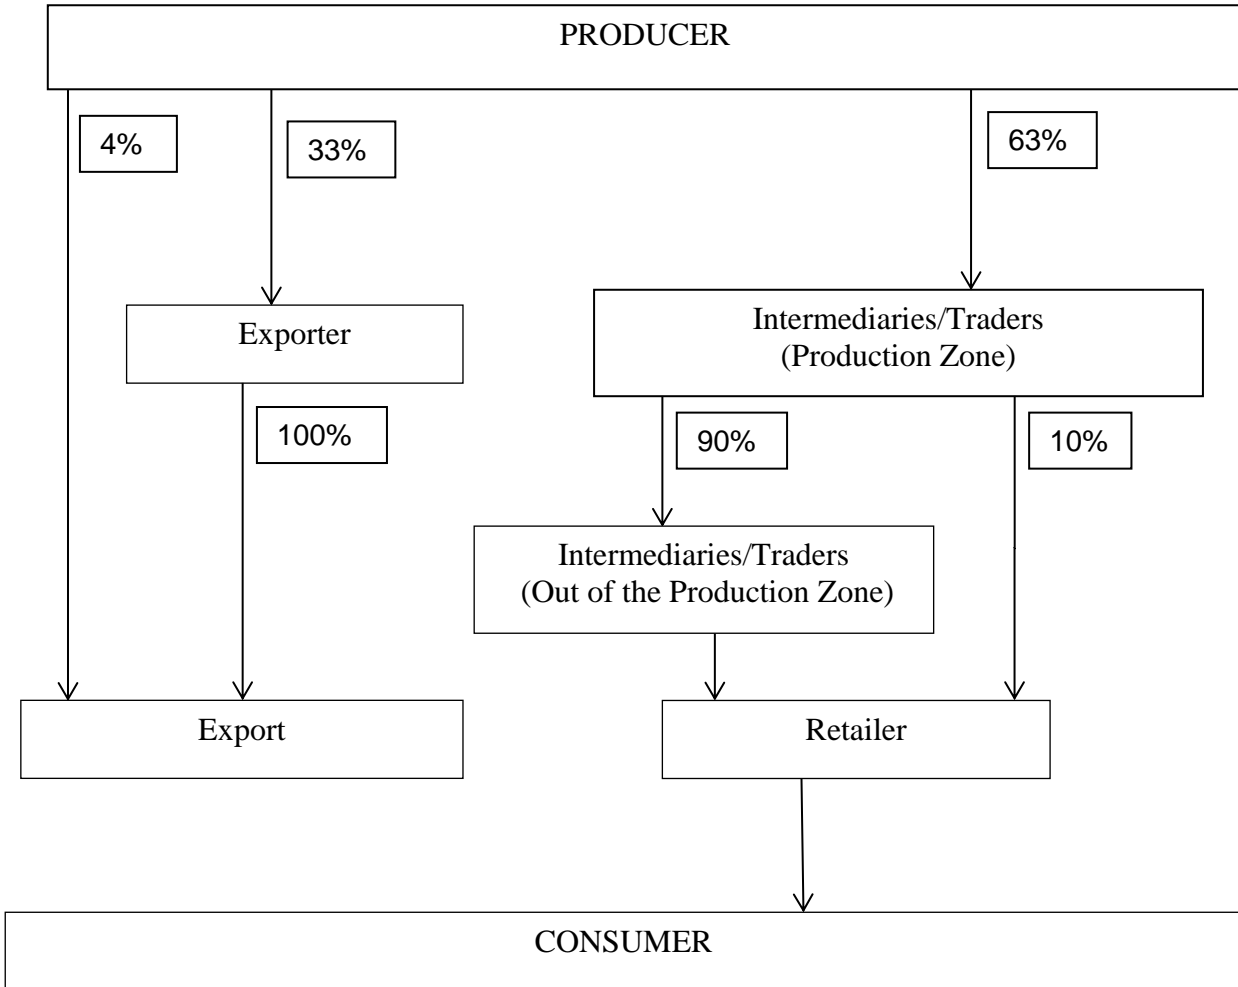 PRODUCER
4%
33%
63%
Exporter
Intermediaries/Traders
(Production Zone)
100%
90%
10%
Intermediaries/Traders
(Out of the Production Zone)
Export
Retailer
CONSUMER